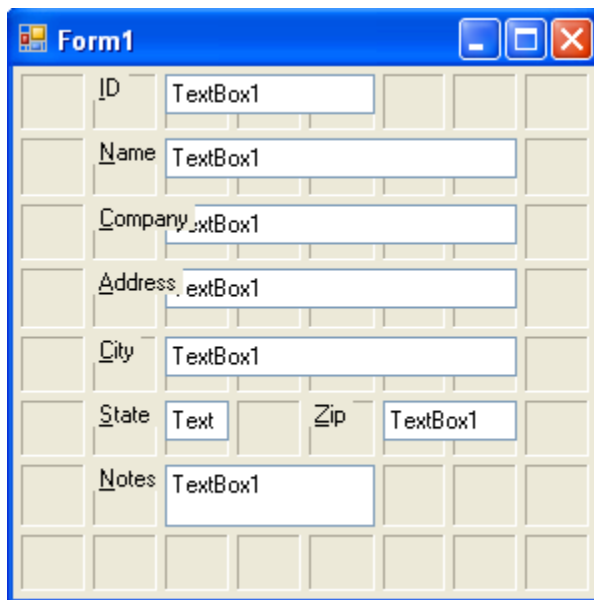 Form1
ID TextBox1
Name TextBox1
Company extBox1
Address extBox1
City TextBox1
State Text Zip TextBox1
Notes TextBox1